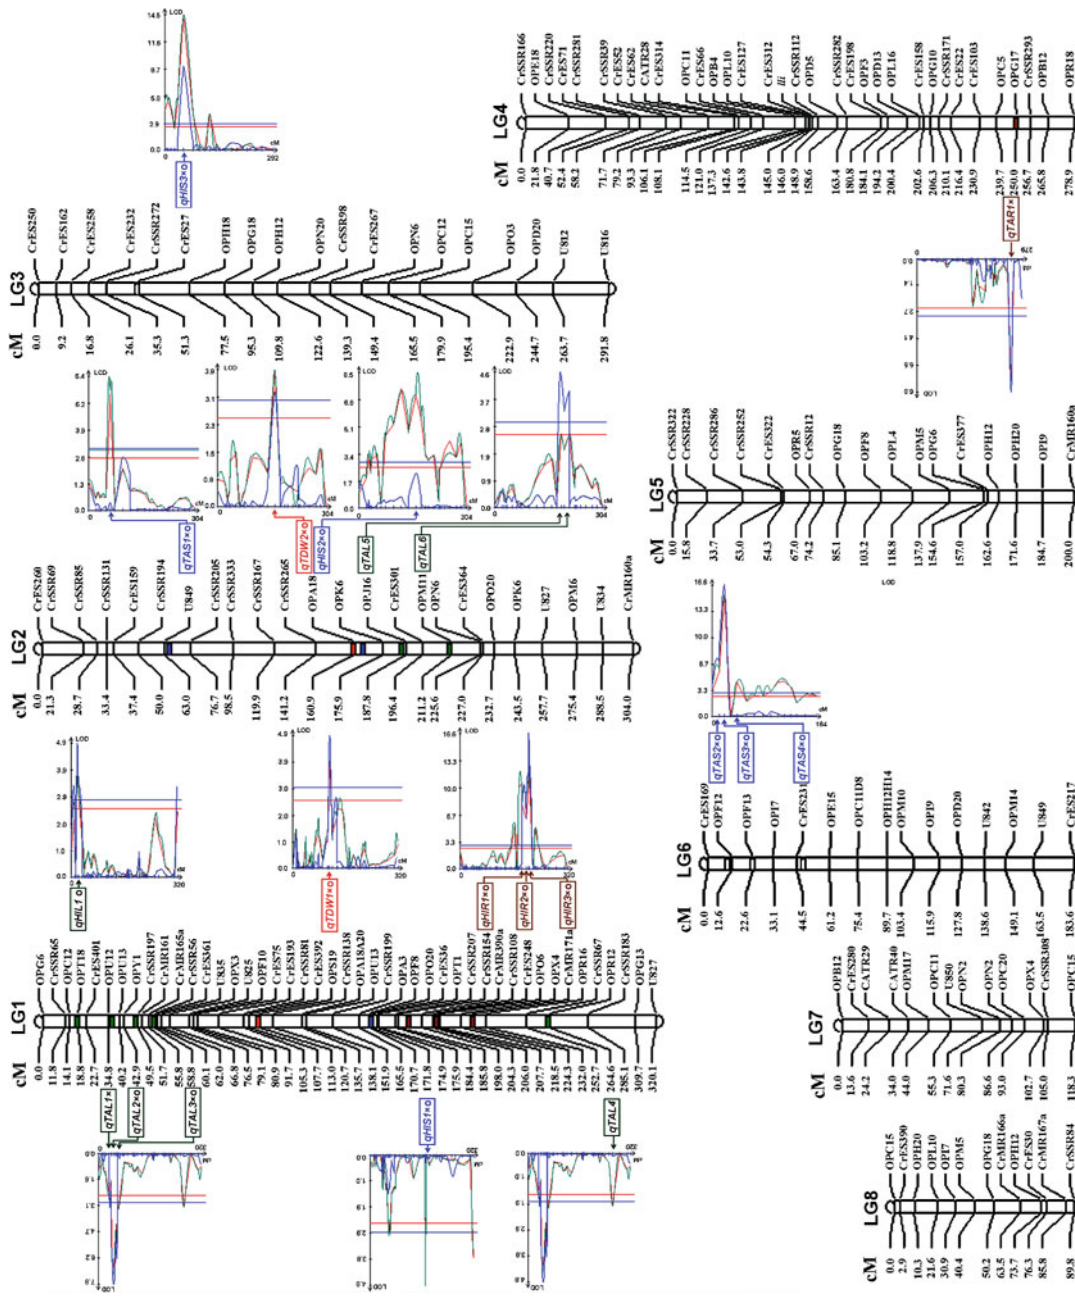 LG1
cM
0.0 OPG6
11.8 CrSSR65
14.1 OPC12
18.8 OPT18
22.7 CrES401
34.8 OPU12
40.2 OPU13
42.9 OPY1
49.5 CrSSR197
51.7 CrMIR161
55.8 CrMIR165a
58.8 CrSSR56
60.1 CrES61
62.0 U835
66.8 OPX3
76.5 U825
79.1 OPF10
80.9 CrES75
91.7 CrES193
105.3 CrSSR81
107.7 CrES392
113.0 OPS19
120.7 CrSSR138
135.7 OPA18A20
138.1 OPU13
151.9 CrSSR199
165.5 OPA3
170.7 OPF8
171.8 OPO20
174.9 CrES36
175.9 OPT1
184.4 CrSSR207
185.8 CrSSR154
198.0 CrMIR390a
204.3 CrSSR108
206.0 CrES248
207.7 OPO6
218.5 OPX4
224.3 CrMR171a
232.0 OPR16
264.6 CrSSR67
252.7 OPR12
285.1 CrSSR183
309.7 OPG13
320.1 U827
qHIL1 o
qTDW1×o
qHIR1×o
qHIR2×o
qHIR3×o
qTAL1×
qTAL2×o
qTAL3×o
qHIS1×o
qTAL4
LG2
cM
0.0 CrES260
21.3 CrSSR69
28.7 CrSSR85
33.4 CrSSR131
37.4 CrES159
50.0 CrSSR194
63.0 U849
76.7 CrSSR205
98.5 CrSSR333
119.9 CrSSR167
141.2 CrSSR265
160.9 OPA18
175.9 OPK6
187.8 OPJ16
196.4 CrES301
211.2 OPM11
225.6 OPN6
227.0 CrES364
232.7 OPO20
243.5 OPK6
257.7 U827
275.4 OPM6
288.5 U834
304.0 CrMR160a
qTAS1×o
qTDW2×o
qHIS2×o
qTAL5
qTAL6
LG3
cM
0.0 CrES250
9.2 CrES162
16.8 CrES258
26.1 CrES232
35.3 CrSSR272
51.3 CrES27
77.5 OPH18
95.3 OPG18
109.8 OPH12
122.6 OPN20
139.3 CrSSR98
149.4 CrES267
165.5 OPN6
179.9 OPC12
195.4 OPC15
222.9 OPO3
244.7 OPD20
263.7 U812
291.8 U816
qHIS3×o
LG4
cM
0.0 CrSSR166
21.8 OPE18
40.7 CrSSR220
52.4 CrES71
58.2 CrSSR281
71.7 CrSSR39
79.2 CrES52
93.3 CrES62
106.1 CATR28
108.1 CrES314
114.5 OPC11
121.0 CrES66
137.3 OPB4
142.6 OPL10
143.8 CrES127
145.0 CrES312
146.0 lli
148.9 CrSSR112
158.6 OPD5
163.4 CrSSR282
180.8 CrES198
184.1 OPF3
194.2 OPD13
200.4 OPL16
202.6 CrES158
206.3 OPG10
210.1 CrSSR171
216.4 CrES22
230.9 CrES103
239.7 OPC5
250.0 OPG17
256.7 CrSSR293
265.8 OPB12
278.9 OPR18
qTAR1×
LG5
cM
0.0 CrSSR322
15.8 CrSSR228
33.7 CrSSR286
53.0 CrSSR252
54.3 CrES322
67.0 OPR5
74.2 CrSSR12
85.1 OPG18
103.2 OPF8
118.8 OPL4
137.9 OPM5
154.6 OPG6
157.0 CrES377
162.6 OPH12
171.6 OPH20
184.7 OPI9
200.0 CrMR160a
LG6
cM
0.0 CrES169
12.6 OPF12
22.6 OPF13
33.1 OPI7
44.5 CrES231
61.2 OPE15
75.4 OPC11D8
89.7 OPH12H14
103.4 OPM10
115.9 OPI9
127.8 OPD20
138.6 U842
149.1 OPM14
163.5 U849
183.6 CrES217
qTAS2×o
qTAS3×o
qTAS4×o
LG7
cM
0.0 OPB12
13.6 CrES280
24.2 CATR29
34.0 CATR40
44.0 OPM17
55.3 OPC11
71.6 U850
80.3 OPN2
86.6 OPN2
93.0 OPC20
102.7 OPX4
105.0 CrSSR308
118.3 OPC15
LG8
cM
0.0 OPC15
2.9 CrES390
10.3 OPH20
21.6 OPL10
30.9 OPI7
40.4 OPM5
50.2 OPG18
63.5 CrMIR166a
73.7 OPH12
76.3 CrES30
85.8 CrMIR167a
89.8 CrSSR84